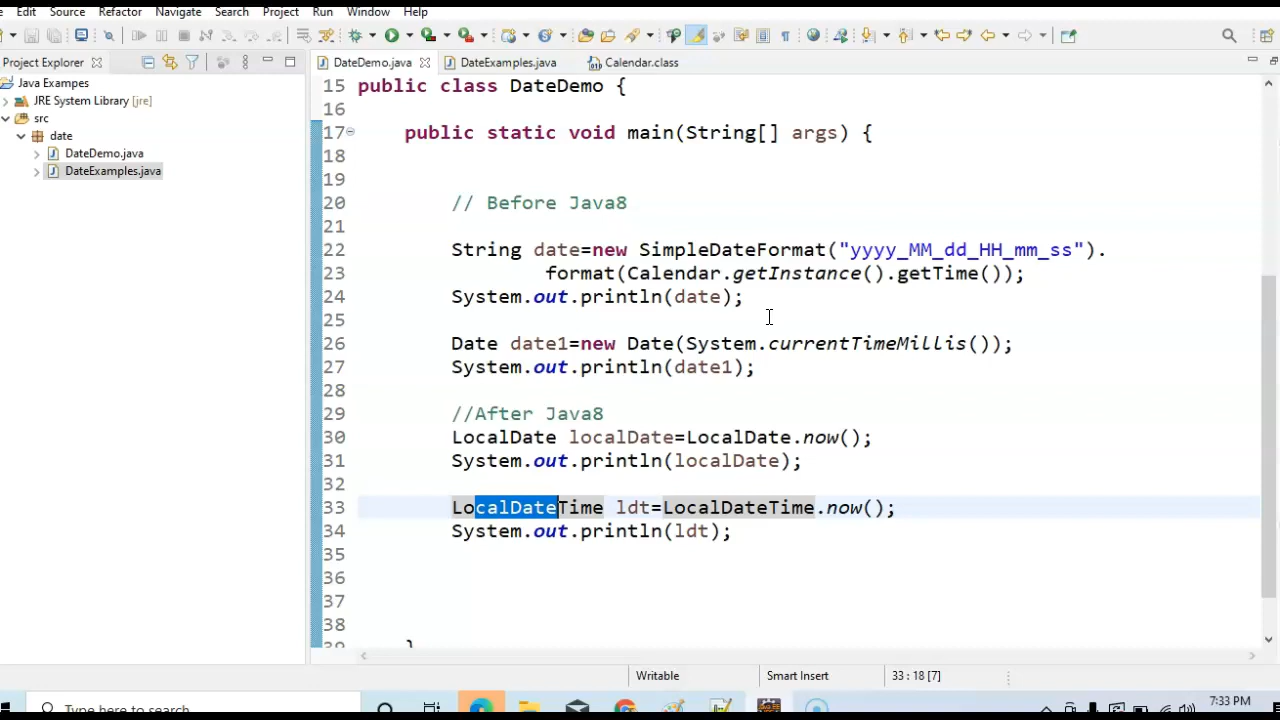 e Edit Source Refactor Navigate Search Project Run Window Help
Project Explorer
DateDemo.java
DateExamples.java
Calendar.class
Java Exampes
JRE System Library [jre]
src
date
DateDemo.java
DateExamples.java
15 public class DateDemo {
16
17 public static void main(String[] args) {
18
19
20 // Before Java8
21
22 String date=new SimpleDateFormat("yyyy_MM_dd_HH_mm_ss").
23 format(Calendar.getInstance().getTime());
24 System.out.println(date);
25
26 Date date1=new Date(System.currentTimeMillis());
27 System.out.println(date1);
28
29 //After Java8
30 LocalDate localDate=LocalDate.now();
31 System.out.println(localDate);
32
33 LocalDateTime ldt=LocalDateTime.now();
34 System.out.println(ldt);
35
36
37
38
39 }
Writable
Smart Insert
33 : 18 [7]
Type here to search
7:33 PM